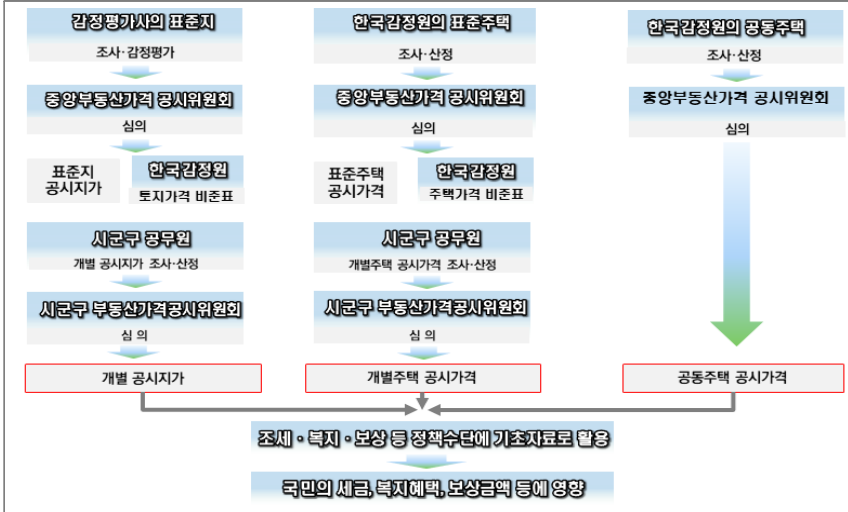 감정평가사의 표준지
조사·감정평가
중앙부동산가격 공시위원회
심의
표준지
공시지가
한국감정원
토지가격 비준표
시군구 공무원
개별 공시지가 조사·산정
시군구 부동산가격공시위원회
심 의
개별 공시지가
한국감정원의 표준주택
조사·산정
중앙부동산가격 공시위원회
심의
표준주택
공시가격
한국감정원
주택가격 비준표
시군구 공무원
개별주택 공시가격 조사·산정
시군구 부동산가격공시위원회
심 의
개별주택 공시가격
한국감정원의 공동주택
조사·산정
중앙부동산가격 공시위원회
심의
공동주택 공시가격
조세·복지·보상 등 정책수단에 기초자료로 활용
국민의 세금, 복지혜택, 보상금액 등에 영향